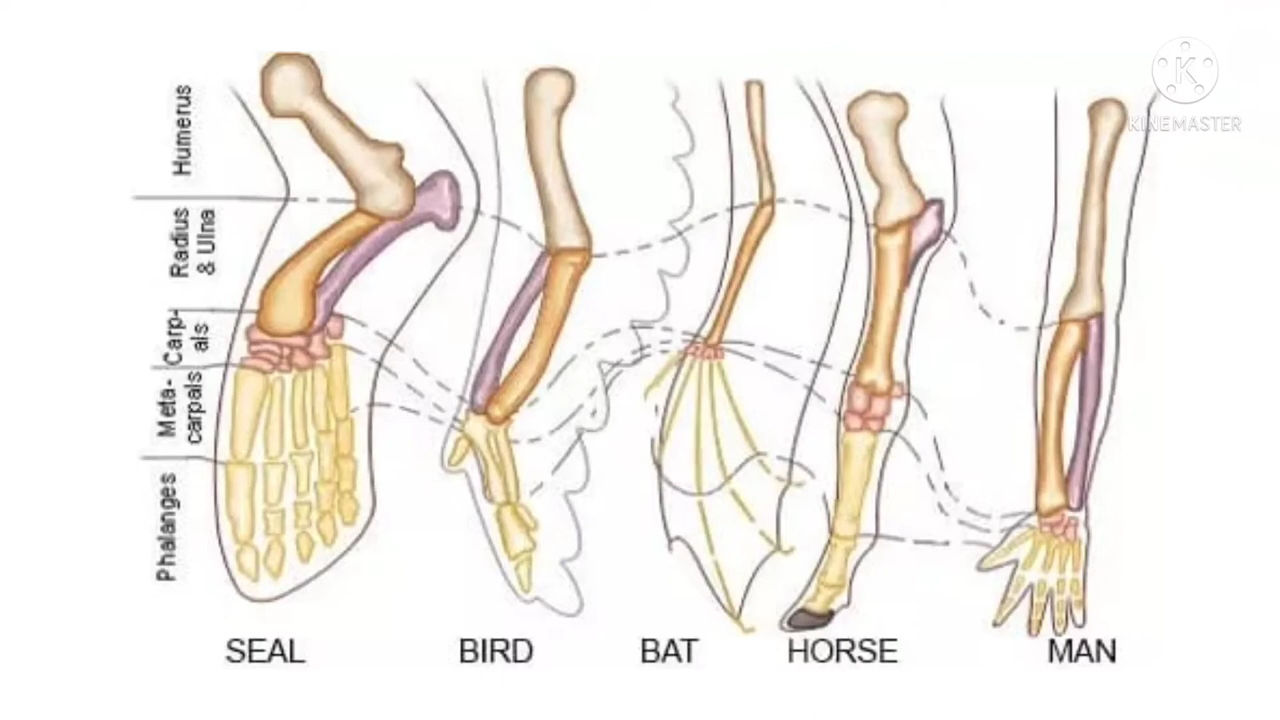 Humerus
Radius
& Ulna
Carp-
als
Meta-
carpals
Phalanges
K
KINEMASTER
SEAL
BIRD
BAT
HORSE
MAN